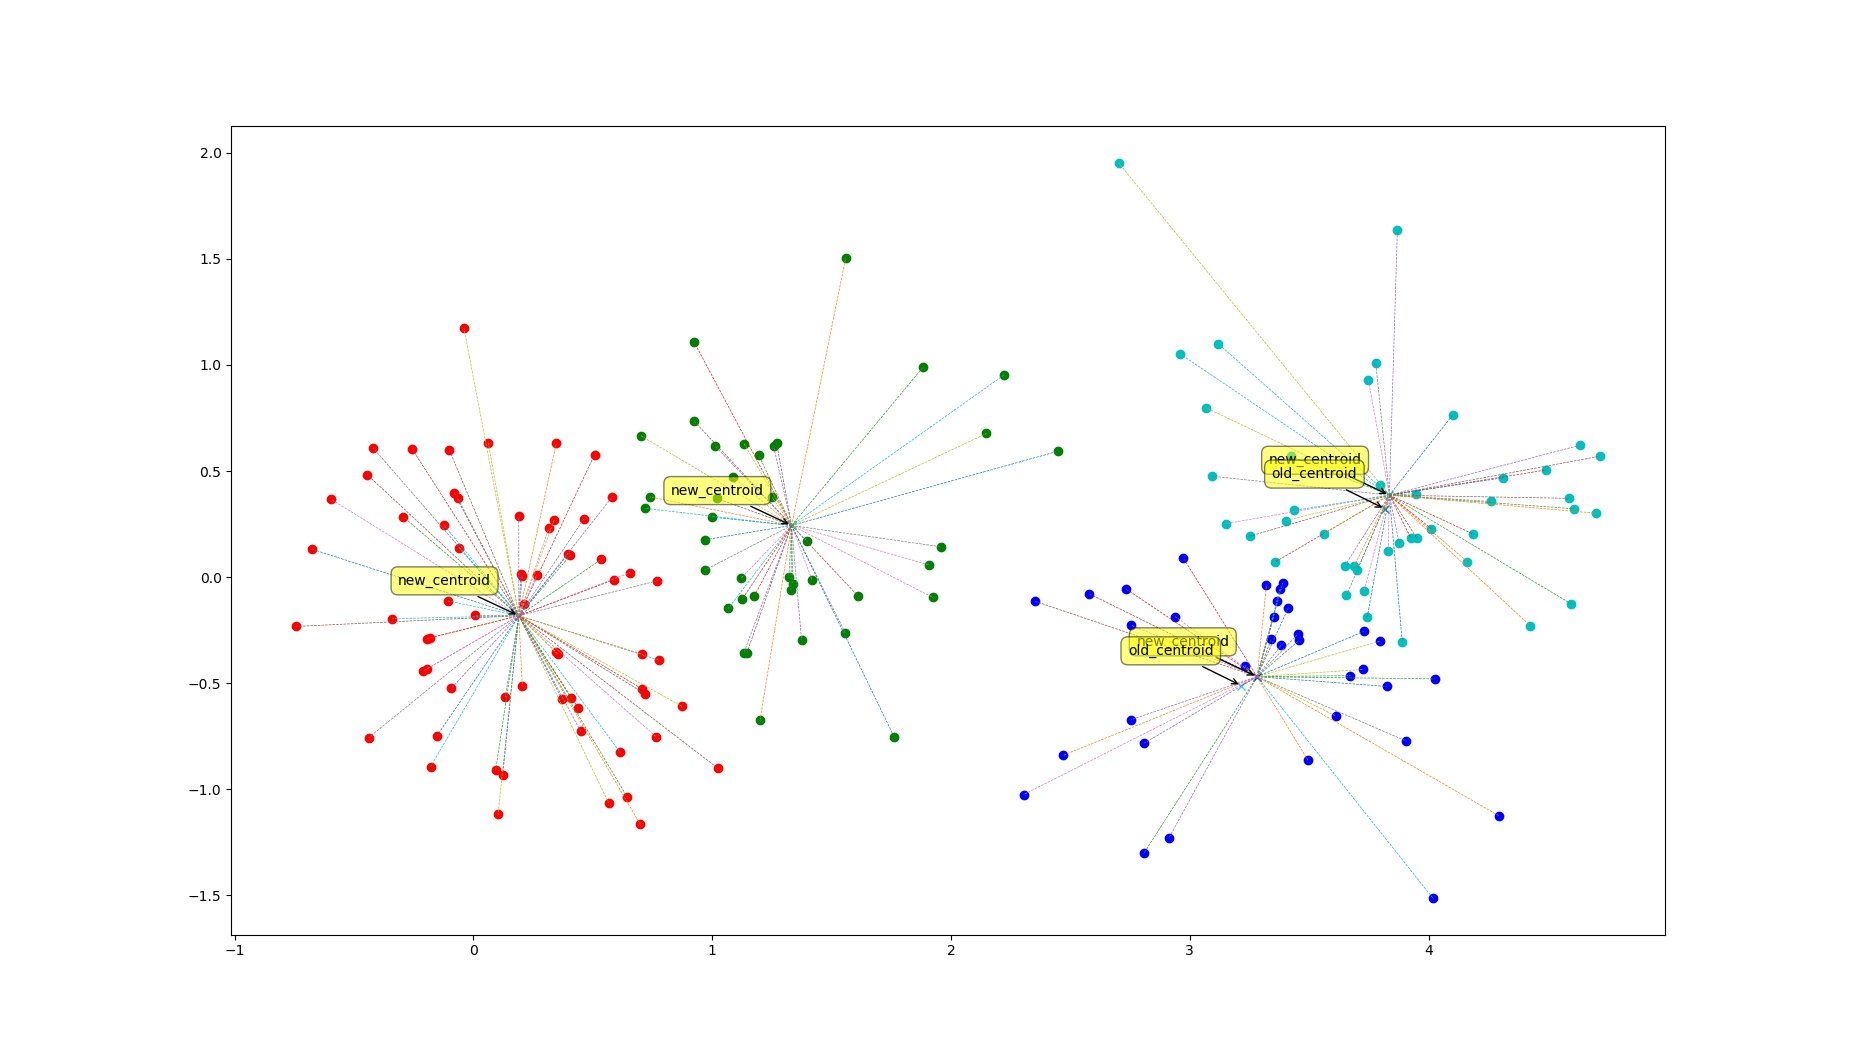 2.0
1.5
1.0
0.5
0.0
−0.5
−1.0
−1.5
−1
0
1
2
3
4
new_centroid
old_centroid
new_centroid
new_centroid
new_centroid
old_centroid